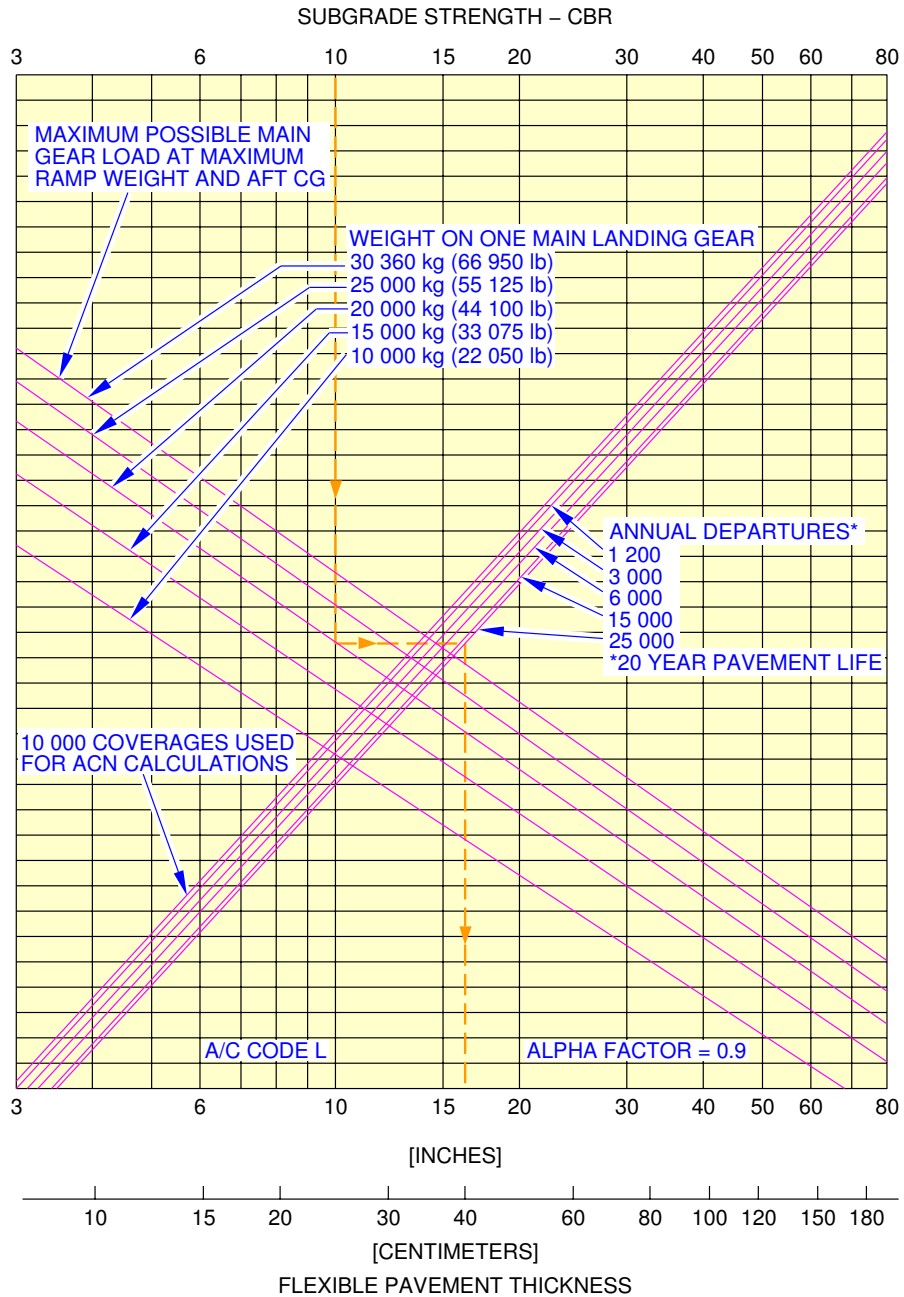 SUBGRADE STRENGTH – CBR
3 6 10 15 20 30 40 50 60 80
MAXIMUM POSSIBLE MAIN
GEAR LOAD AT MAXIMUM
RAMP WEIGHT AND AFT CG
WEIGHT ON ONE MAIN LANDING GEAR
30 360 kg (66 950 lb)
25 000 kg (55 125 lb)
20 000 kg (44 100 lb)
15 000 kg (33 075 lb)
10 000 kg (22 050 lb)
ANNUAL DEPARTURES*
1 200
3 000
6 000
15 000
25 000
*20 YEAR PAVEMENT LIFE
10 000 COVERAGES USED
FOR ACN CALCULATIONS
A/C CODE L
ALPHA FACTOR = 0.9
3 6 10 15 20 30 40 50 60 80
[INCHES]
10 15 20 30 40 60 80 100 120 150 180
[CENTIMETERS]
FLEXIBLE PAVEMENT THICKNESS